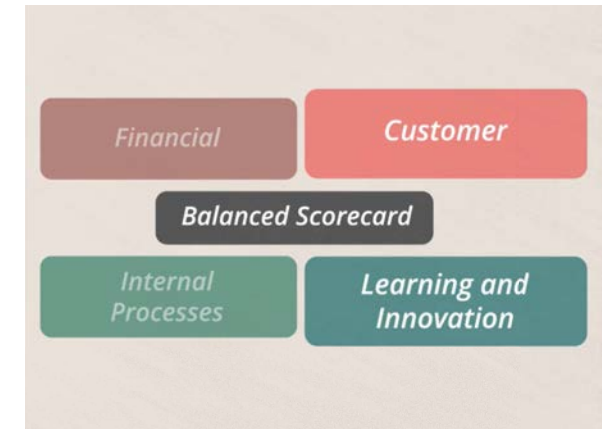 Financial
Customer
Balanced Scorecard
Internal
Processes
Learning and
Innovation